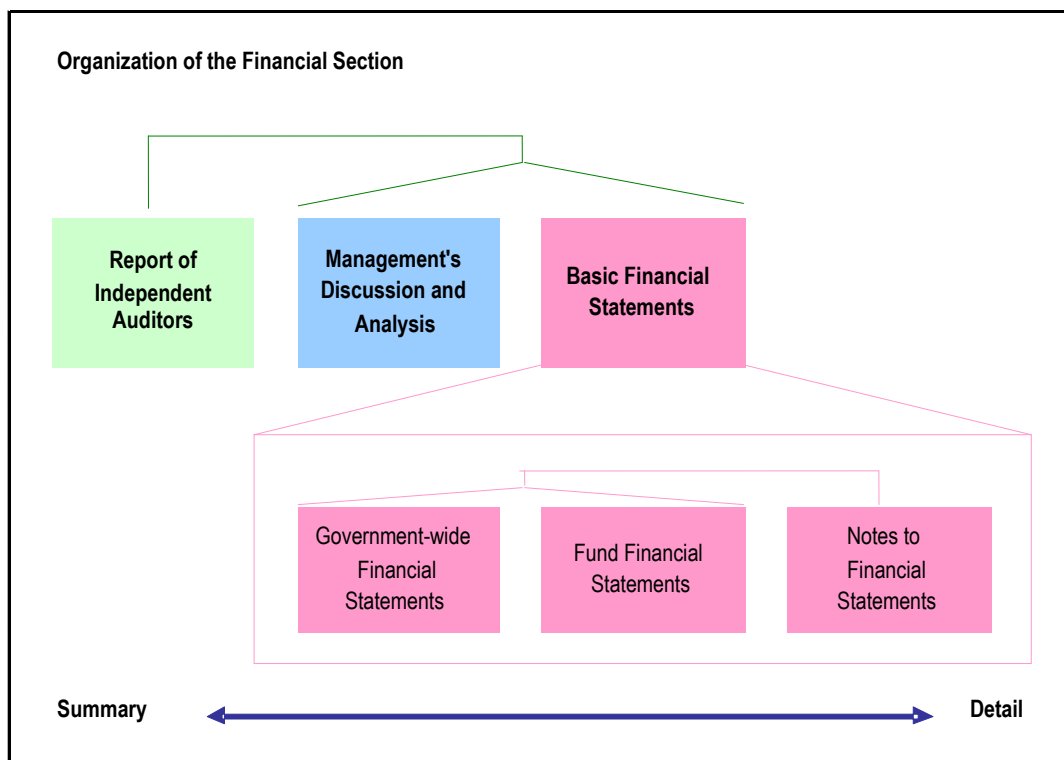 Organization of the Financial Section
Report of
Independent
Auditors
Management's
Discussion and
Analysis
Basic Financial
Statements
Government-wide
Financial
Statements
Fund Financial
Statements
Notes to
Financial
Statements
Summary
Detail